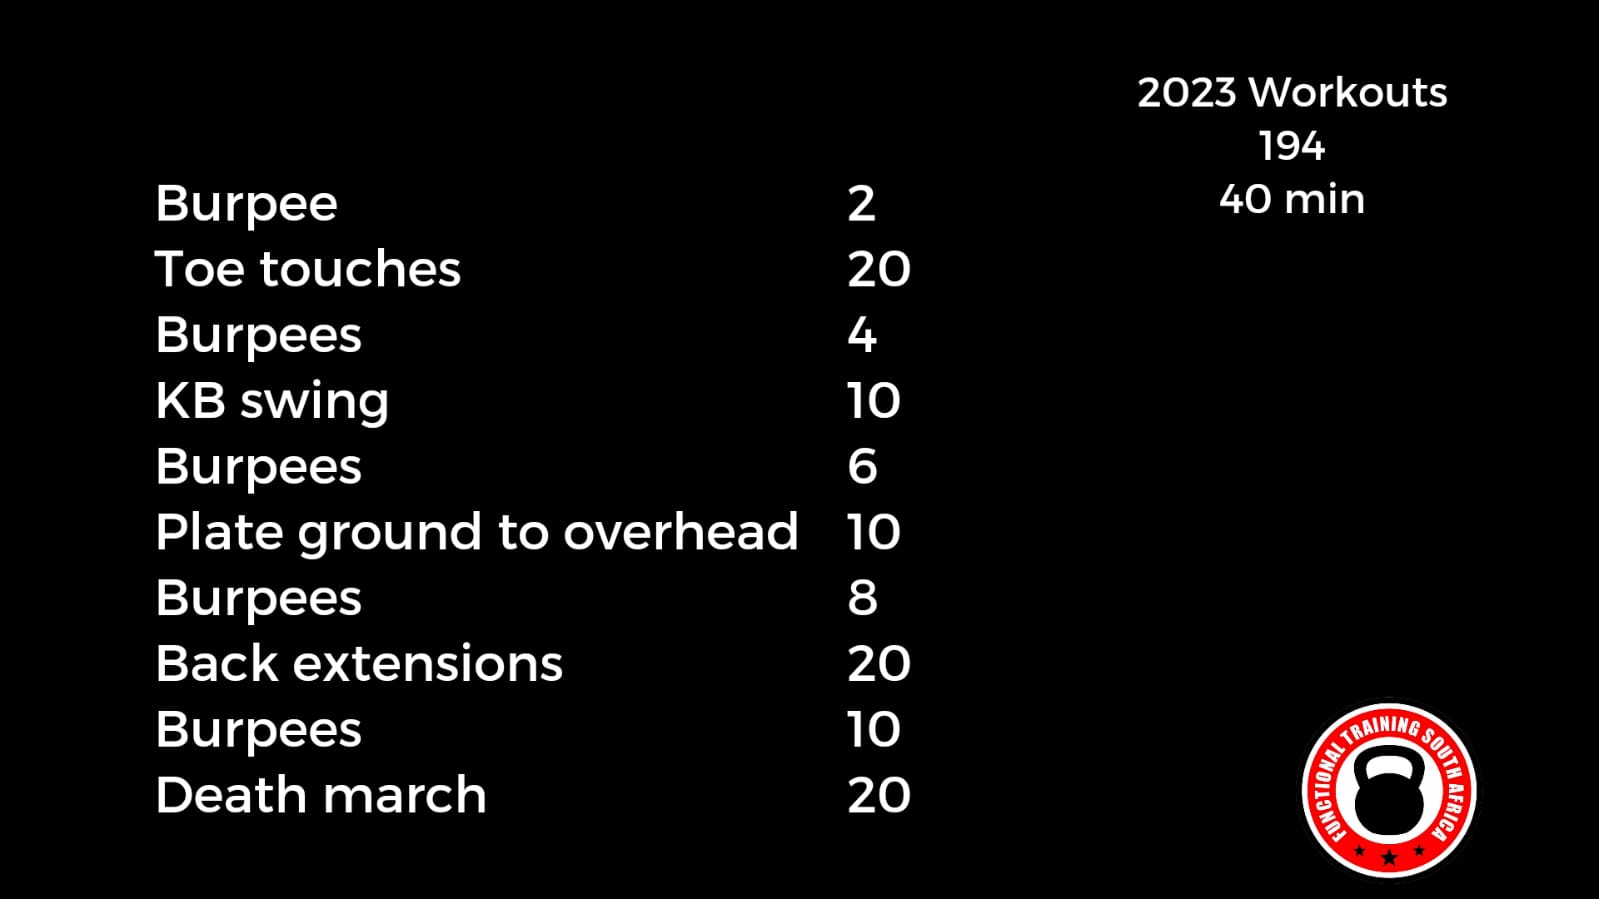 2023 Workouts
194
40 min
Burpee 2
Toe touches 20
Burpees 4
KB swing 10
Burpees 6
Plate ground to overhead 10
Burpees 8
Back extensions 20
Burpees 10
Death march 20
FUNCTIONAL TRAINING SOUTH AFRICA